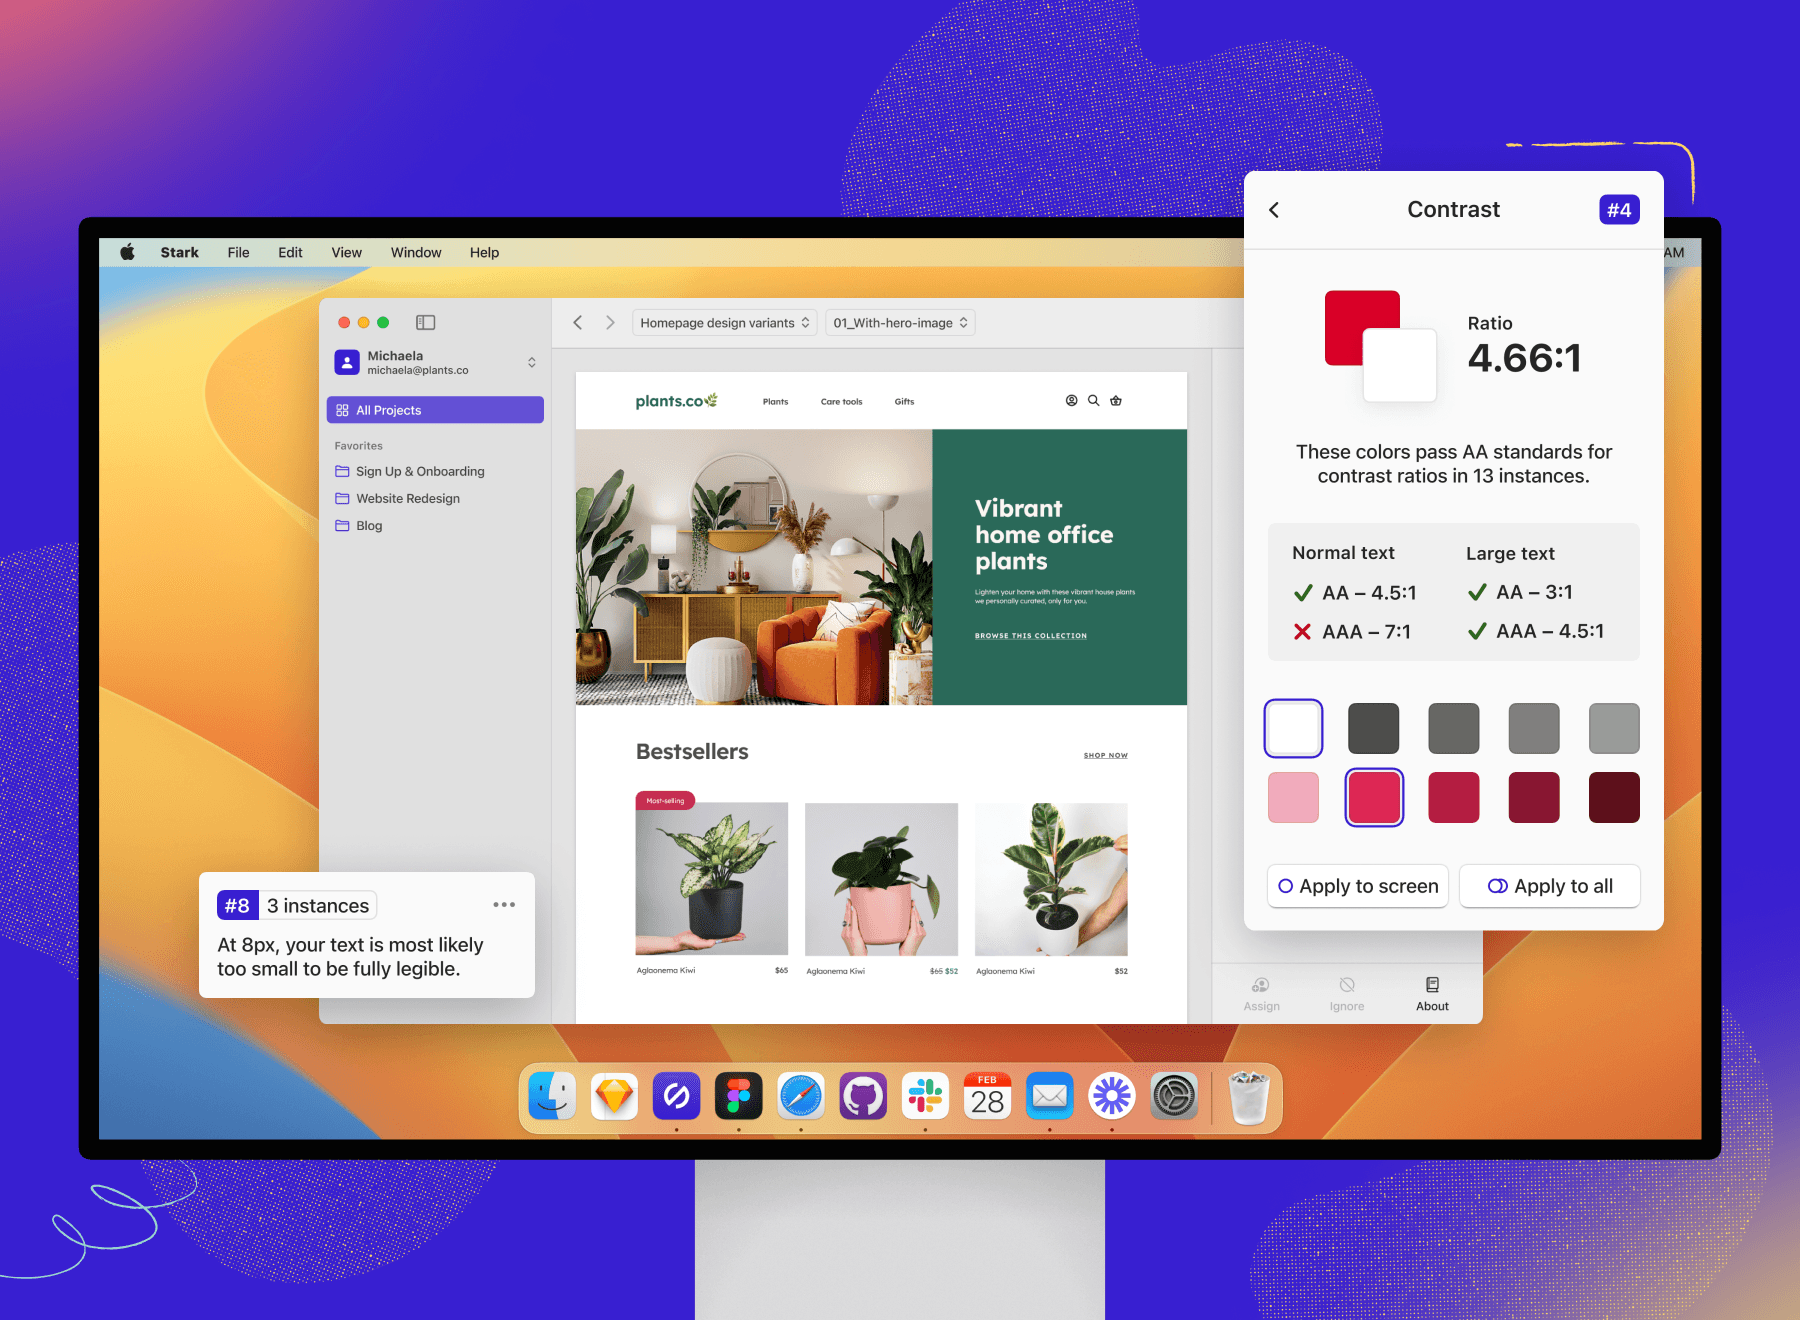 Stark File Edit View Window Help
AM
Michaela
michaela@plants.co
All Projects
Favorites
Sign Up & Onboarding
Website Redesign
Blog
Homepage design variants
01_With-hero-image
plants.co
Plants Care tools Gifts
Vibrant
home office
plants
Lighten your home with these vibrant house plants
we personally curated, only for you.
BROWSE THIS COLLECTION
Bestsellers
SHOP NOW
Most-selling
Aglaonema Kiwi $65
Aglaonema Kiwi $65 $52
Aglaonema Kiwi $52
#8 3 instances
At 8px, your text is most likely
too small to be fully legible.
Contrast
#4
Ratio
4.66:1
These colors pass AA standards for
contrast ratios in 13 instances.
Normal text
AA – 4.5:1
AAA – 7:1
Large text
AA – 3:1
AAA – 4.5:1
Apply to screen
Apply to all
Assign
Ignore
About
FEB
28